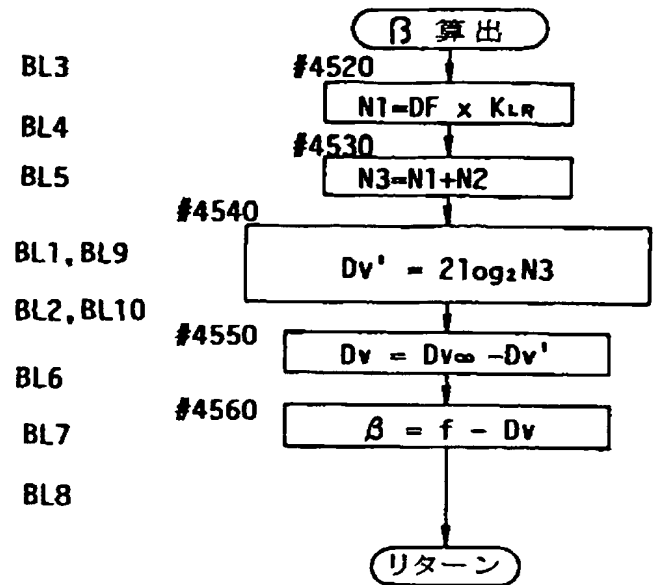 β 算出
BL3
#4520
N1=DF x KLR
BL4
#4530
BL5
N3=N1+N2
#4540
BL1,BL9
Dv' = 2log₂N3
BL2,BL10
#4550
Dv = Dv∞ -Dv'
BL6
#4560
BL7
β = f - Dv
BL8
リターン